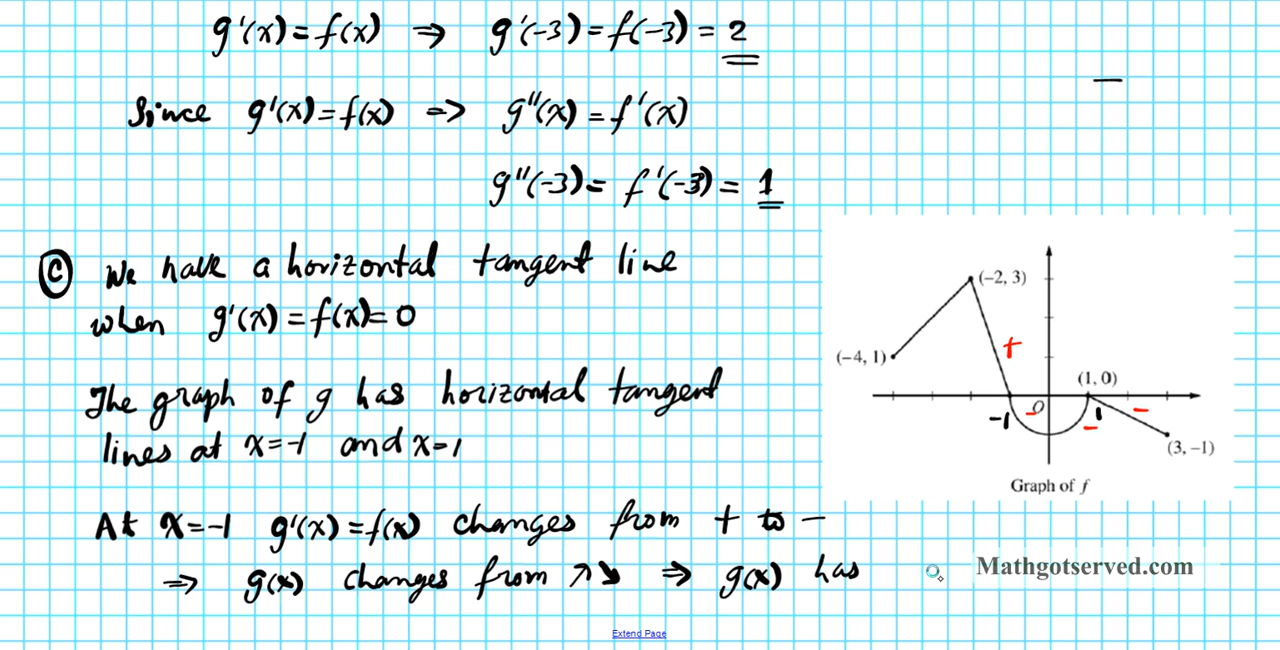 g'(x) = f(x) ⇒ g'(-3) = f(-3) = 2
Since g'(x) = f(x) => g"(x) = f'(x)
g"(-3) = f'(-3) = 1
(C) We have a horizontal tangent line
when g'(x) = f(x) = 0
The graph of g has horizontal tangent
lines at x=-1 and x=1
At x=-1 g'(x) = f(x) changes from + to -
⇒ g(x) changes from ↗↘ ⇒ g(x) has
(-2, 3)
+
(-4, 1)
(1, 0)
-1 - O - 1 -
(3, -1)
Graph of f
Mathgotserved.com
Extend Page